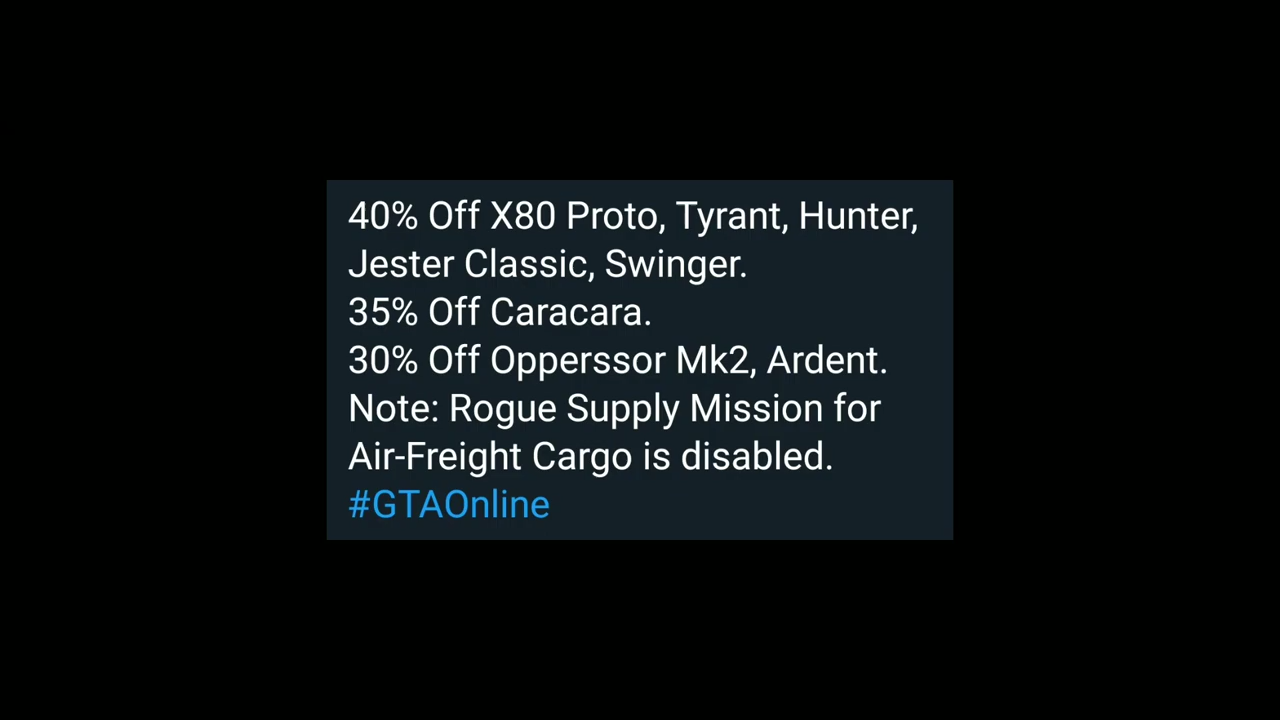 40% Off X80 Proto, Tyrant, Hunter,
Jester Classic, Swinger.
35% Off Caracara.
30% Off Opperssor Mk2, Ardent.
Note: Rogue Supply Mission for
Air-Freight Cargo is disabled.
#GTAOnline